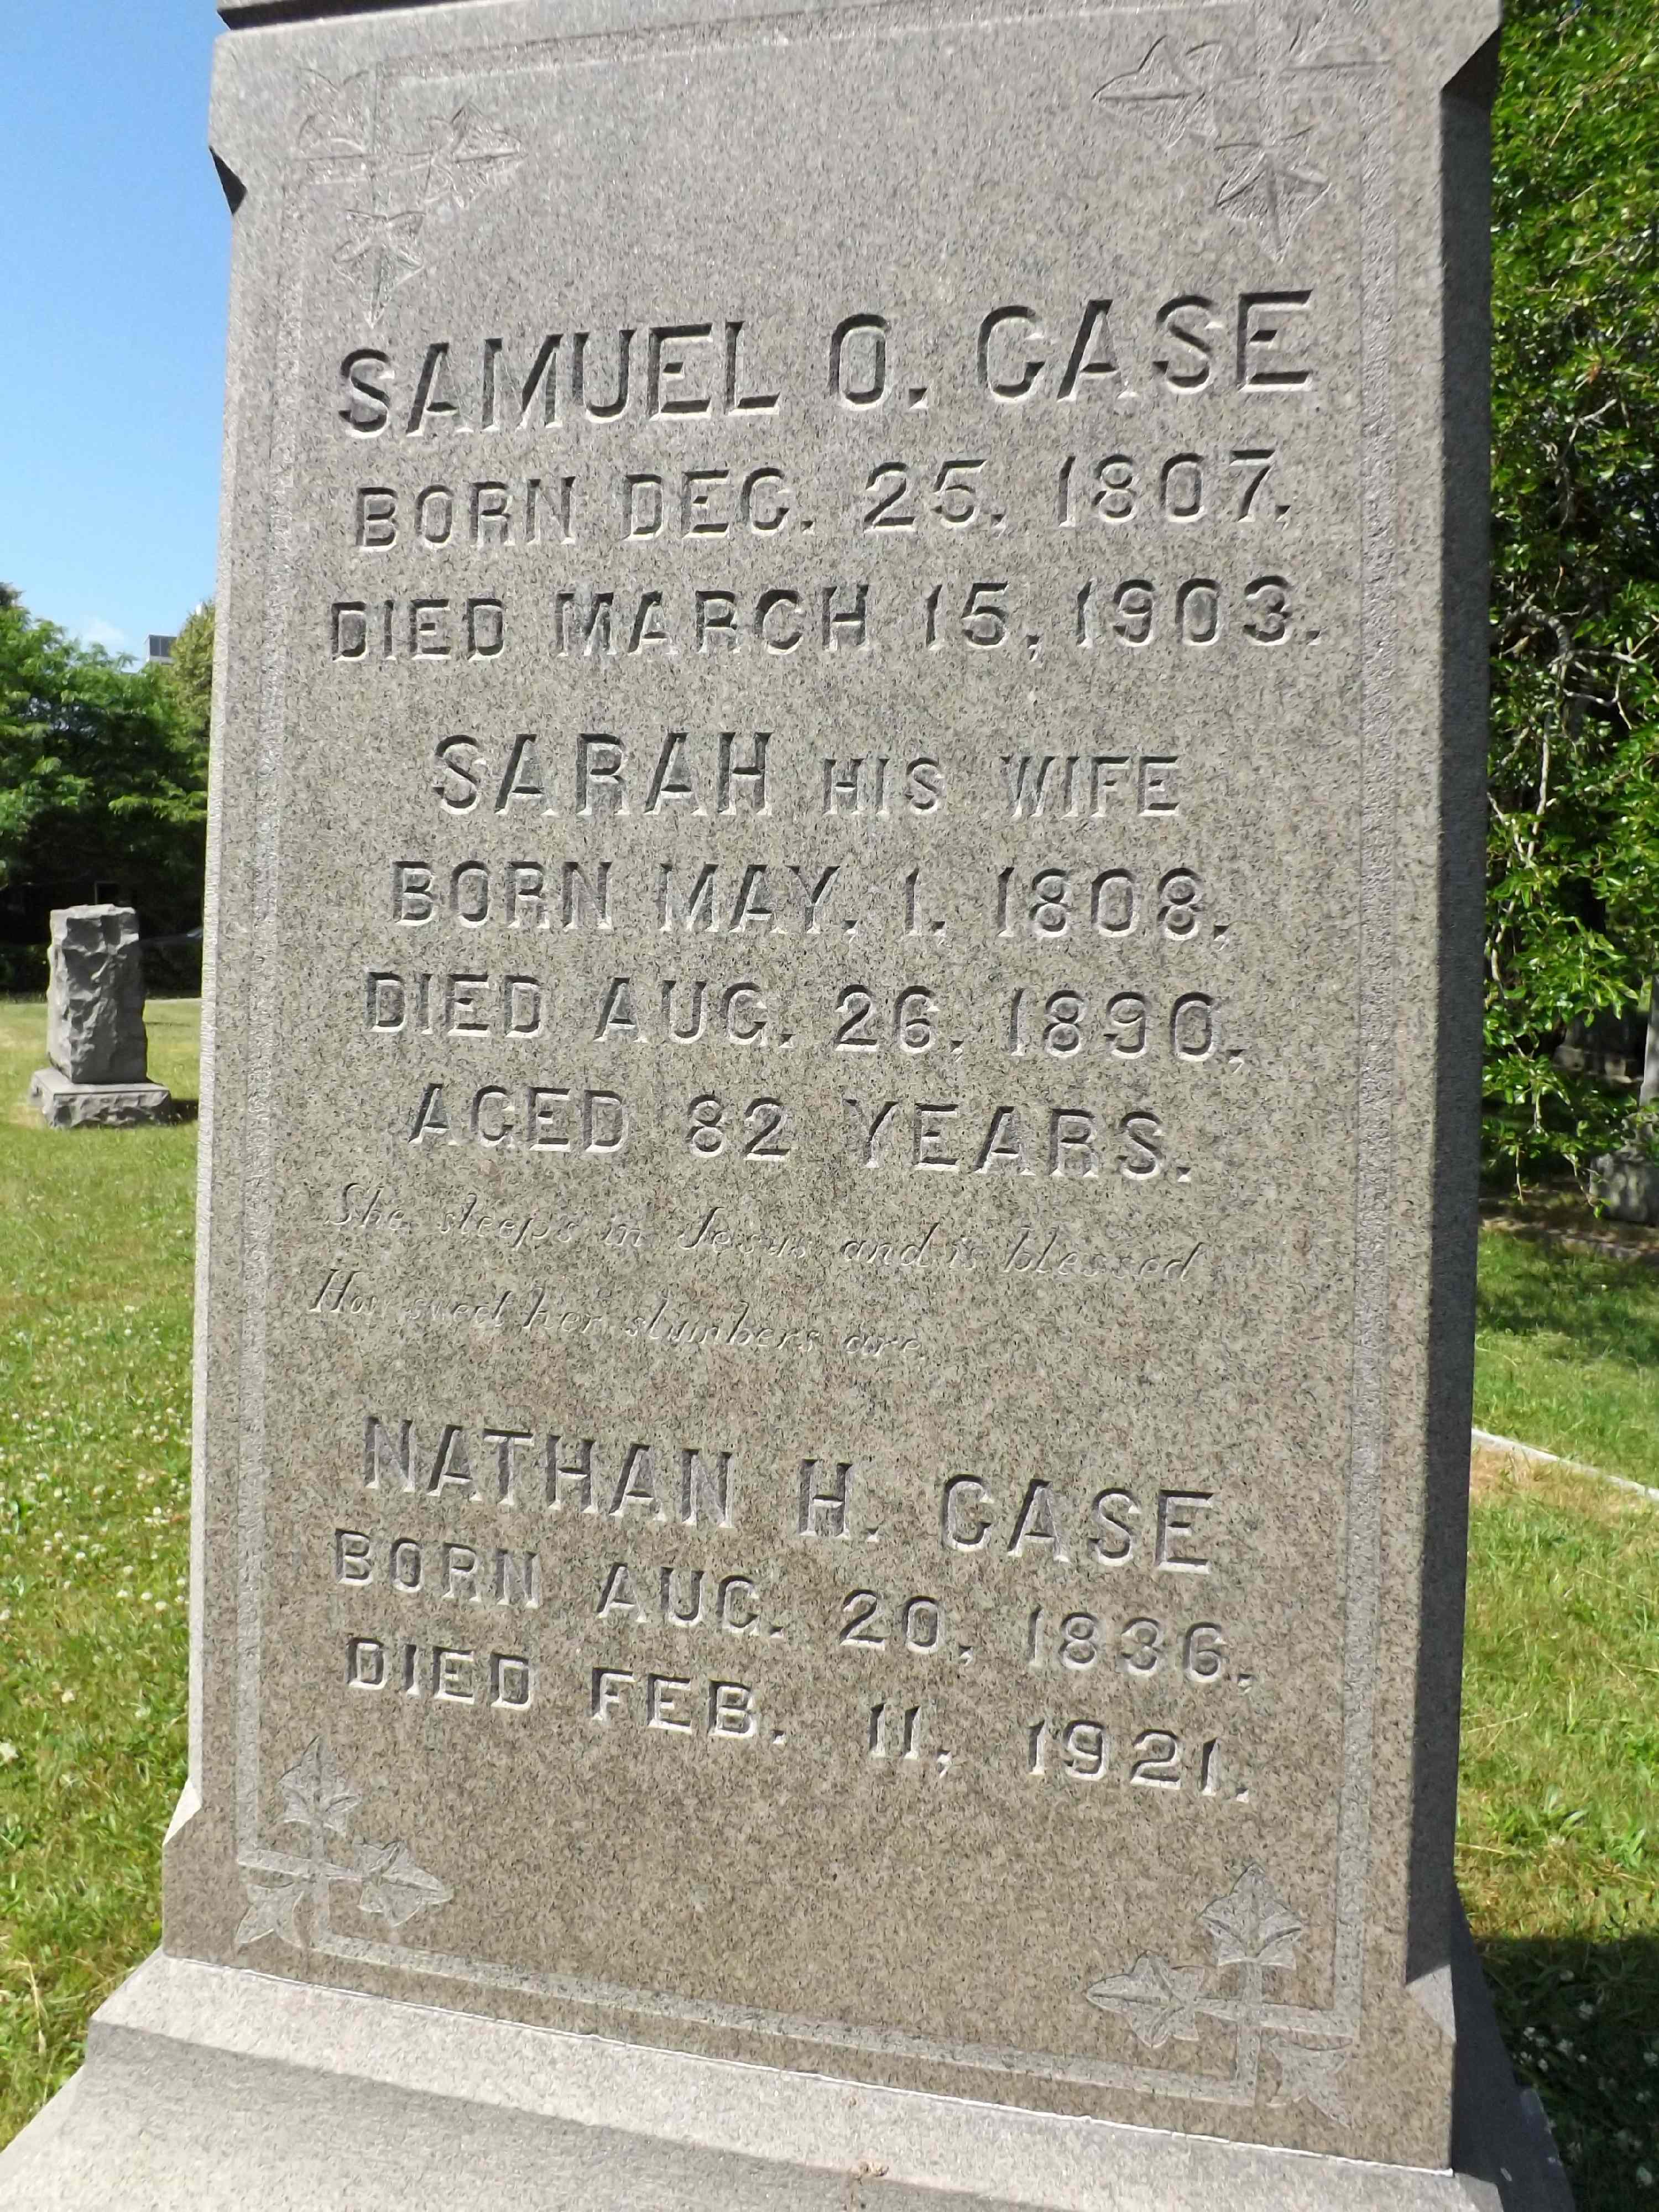 SAMUEL O. CASE
BORN DEC. 25, 1807,
DIED MARCH 15, 1903.
SARAH HIS WIFE
BORN MAY. 1, 1808,
DIED AUG. 26, 1890,
AGED 82 YEARS.
She sleeps in Jesus and is blessed
How sweet her slumbers are.
NATHAN H. CASE
BORN AUG. 20, 1836,
DIED FEB. 11, 1921.